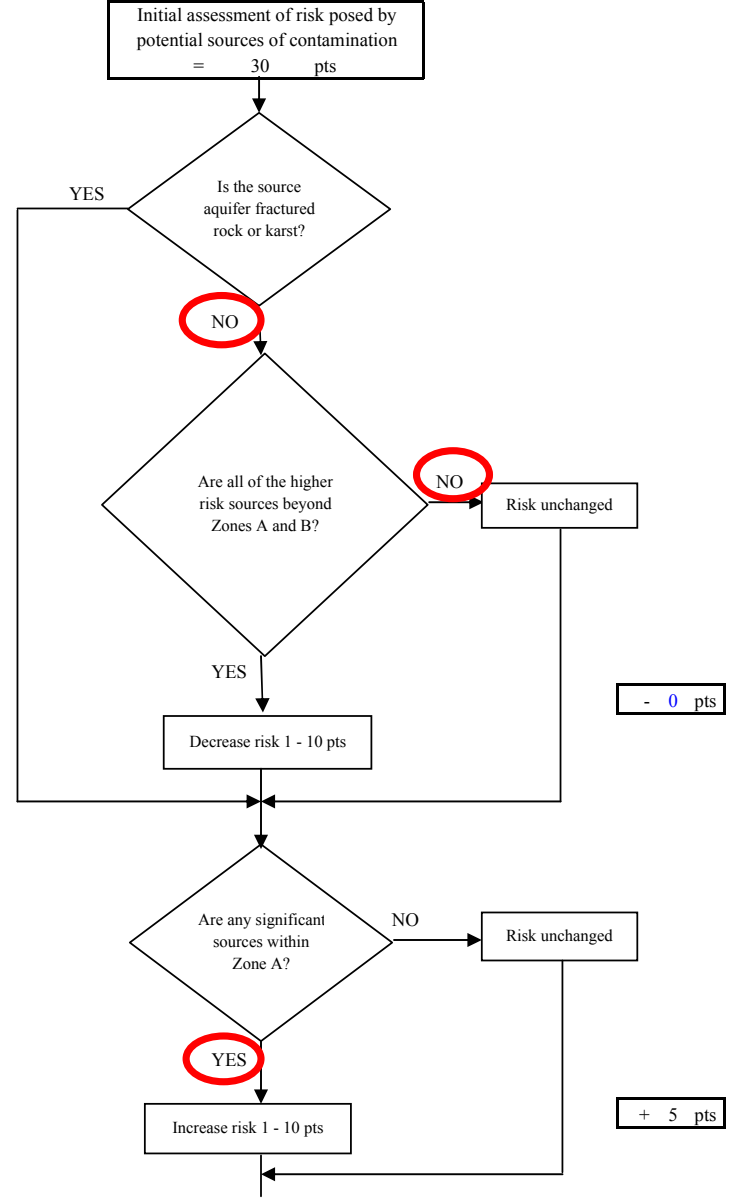 Initial assessment of risk posed by
potential sources of contamination
= 30 pts
YES
Is the source
aquifer fractured
rock or karst?
NO
Are all of the higher
risk sources beyond
Zones A and B?
NO
Risk unchanged
YES
- 0 pts
Decrease risk 1 - 10 pts
Are any significant
sources within
Zone A?
NO
Risk unchanged
YES
+ 5 pts
Increase risk 1 - 10 pts